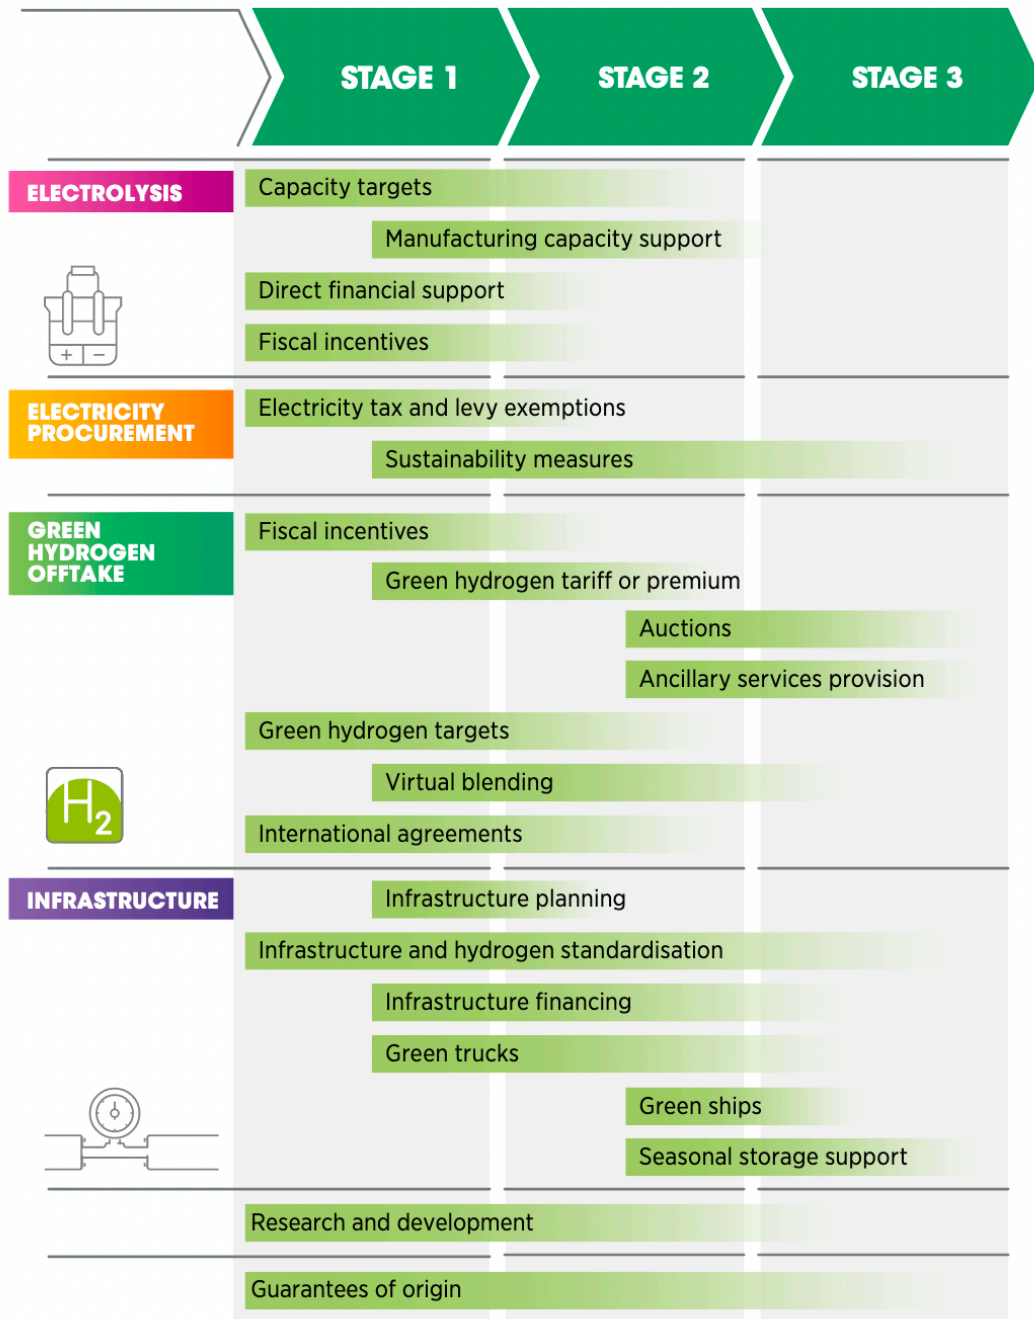 STAGE 1
STAGE 2
STAGE 3
ELECTROLYSIS
Capacity targets
Manufacturing capacity support
Direct financial support
Fiscal incentives
+ −
ELECTRICITY
PROCUREMENT
Electricity tax and levy exemptions
Sustainability measures
GREEN
HYDROGEN
OFFTAKE
Fiscal incentives
Green hydrogen tariff or premium
Auctions
Ancillary services provision
Green hydrogen targets
Virtual blending
H2
International agreements
INFRASTRUCTURE
Infrastructure planning
Infrastructure and hydrogen standardisation
Infrastructure financing
Green trucks
Green ships
Seasonal storage support
Research and development
Guarantees of origin